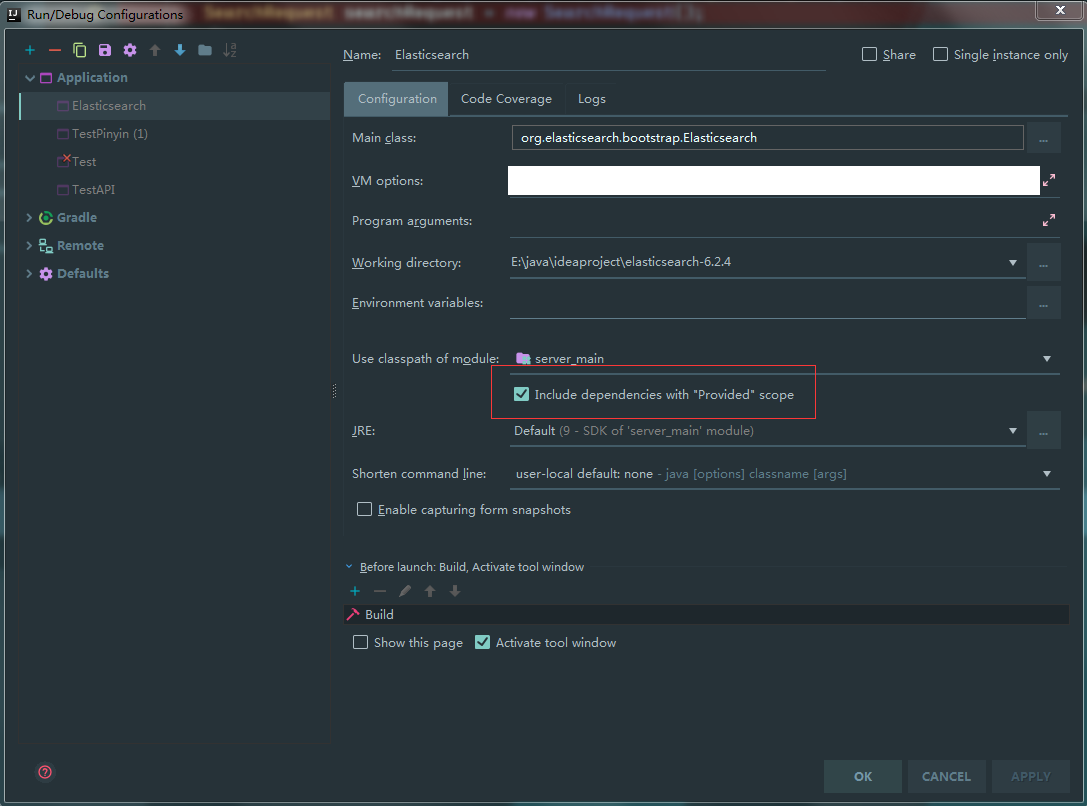 SearchRequest searchRequest = new SearchRequest();
Run/Debug Configurations
Name: Elasticsearch
Share
Single instance only
Application
Elasticsearch
TestPinyin (1)
Test
TestAPI
Gradle
Remote
Defaults
Configuration
Code Coverage
Logs
Main class: org.elasticsearch.bootstrap.Elasticsearch ...
VM options:
Program arguments:
Working directory: E:\java\ideaproject\elasticsearch-6.2.4 ...
Environment variables: ...
Use classpath of module: server_main
Include dependencies with "Provided" scope
JRE: Default (9 - SDK of 'server_main' module) ...
Shorten command line: user-local default: none - java [options] classname [args]
Enable capturing form snapshots
Before launch: Build, Activate tool window
Build
Show this page
Activate tool window
OK
CANCEL
APPLY